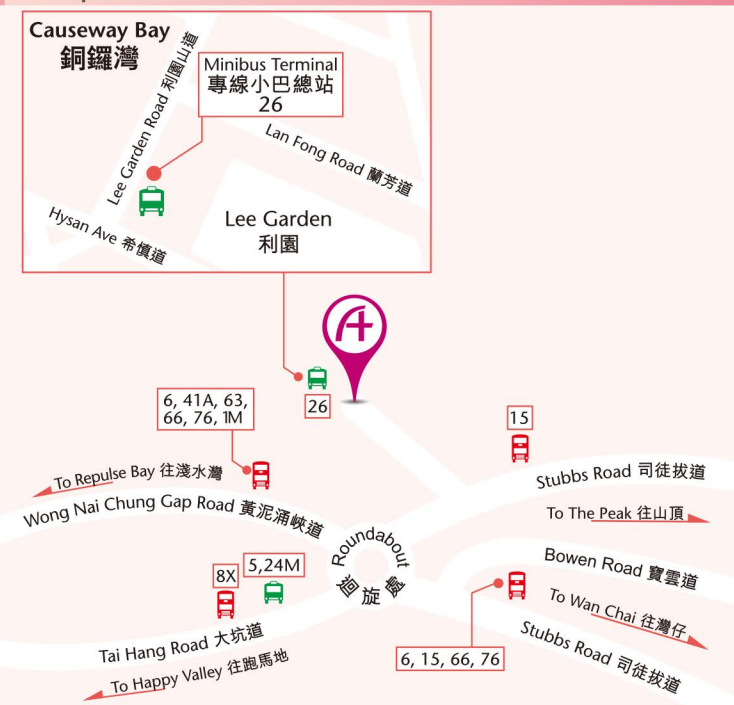 Causeway Bay
銅鑼灣
Lee Garden Road 利園山道
Minibus Terminal
專線小巴總站
26
Lan Fong Road 蘭芳道
Hysan Ave 希慎道
Lee Garden
利園
26
6, 41A, 63,
66, 76, 1M
15
To Repulse Bay 往淺水灣
Wong Nai Chung Gap Road 黃泥涌峽道
Stubbs Road 司徒拔道
To The Peak 往山頂
Roundabout
迴旋處
Bowen Road 寶雲道
8X
5,24M
To Wan Chai 往灣仔
Stubbs Road 司徒拔道
6, 15, 66, 76
Tai Hang Road 大坑道
To Happy Valley 往跑馬地